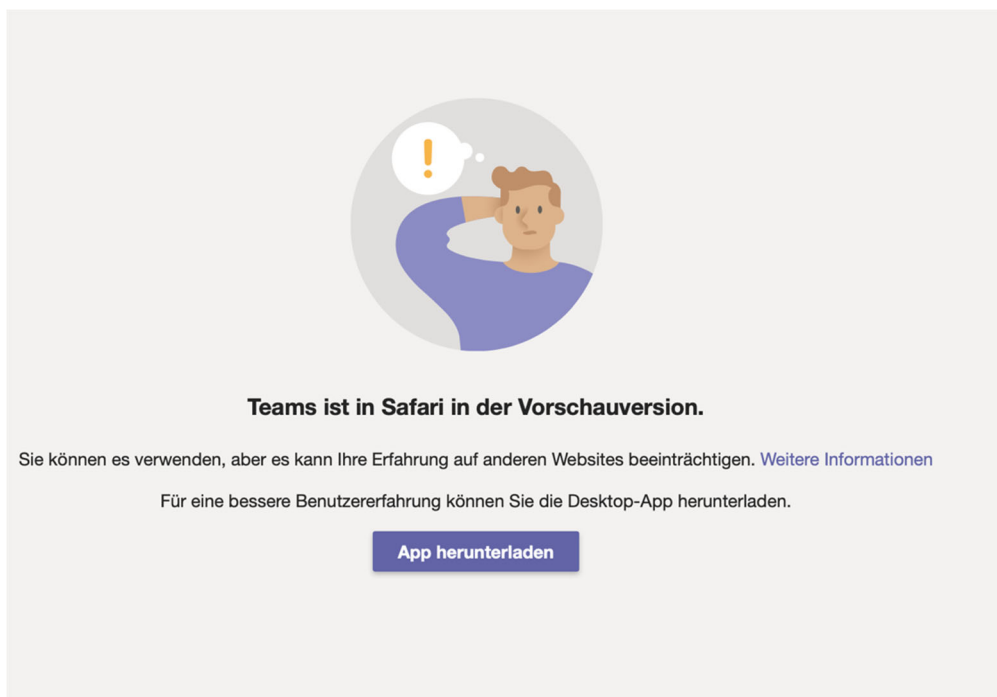 !
Teams ist in Safari in der Vorschauversion.
Sie können es verwenden, aber es kann Ihre Erfahrung auf anderen Websites beeinträchtigen. Weitere Informationen
Für eine bessere Benutzererfahrung können Sie die Desktop-App herunterladen.
App herunterladen